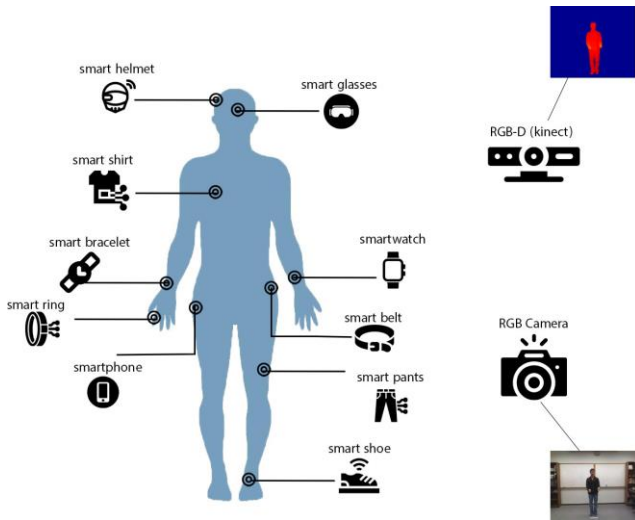 smart helmet
smart glasses
RGB-D (kinect)
smart shirt
smart bracelet
smartwatch
smart ring
smart belt
RGB Camera
smartphone
smart pants
smart shoe